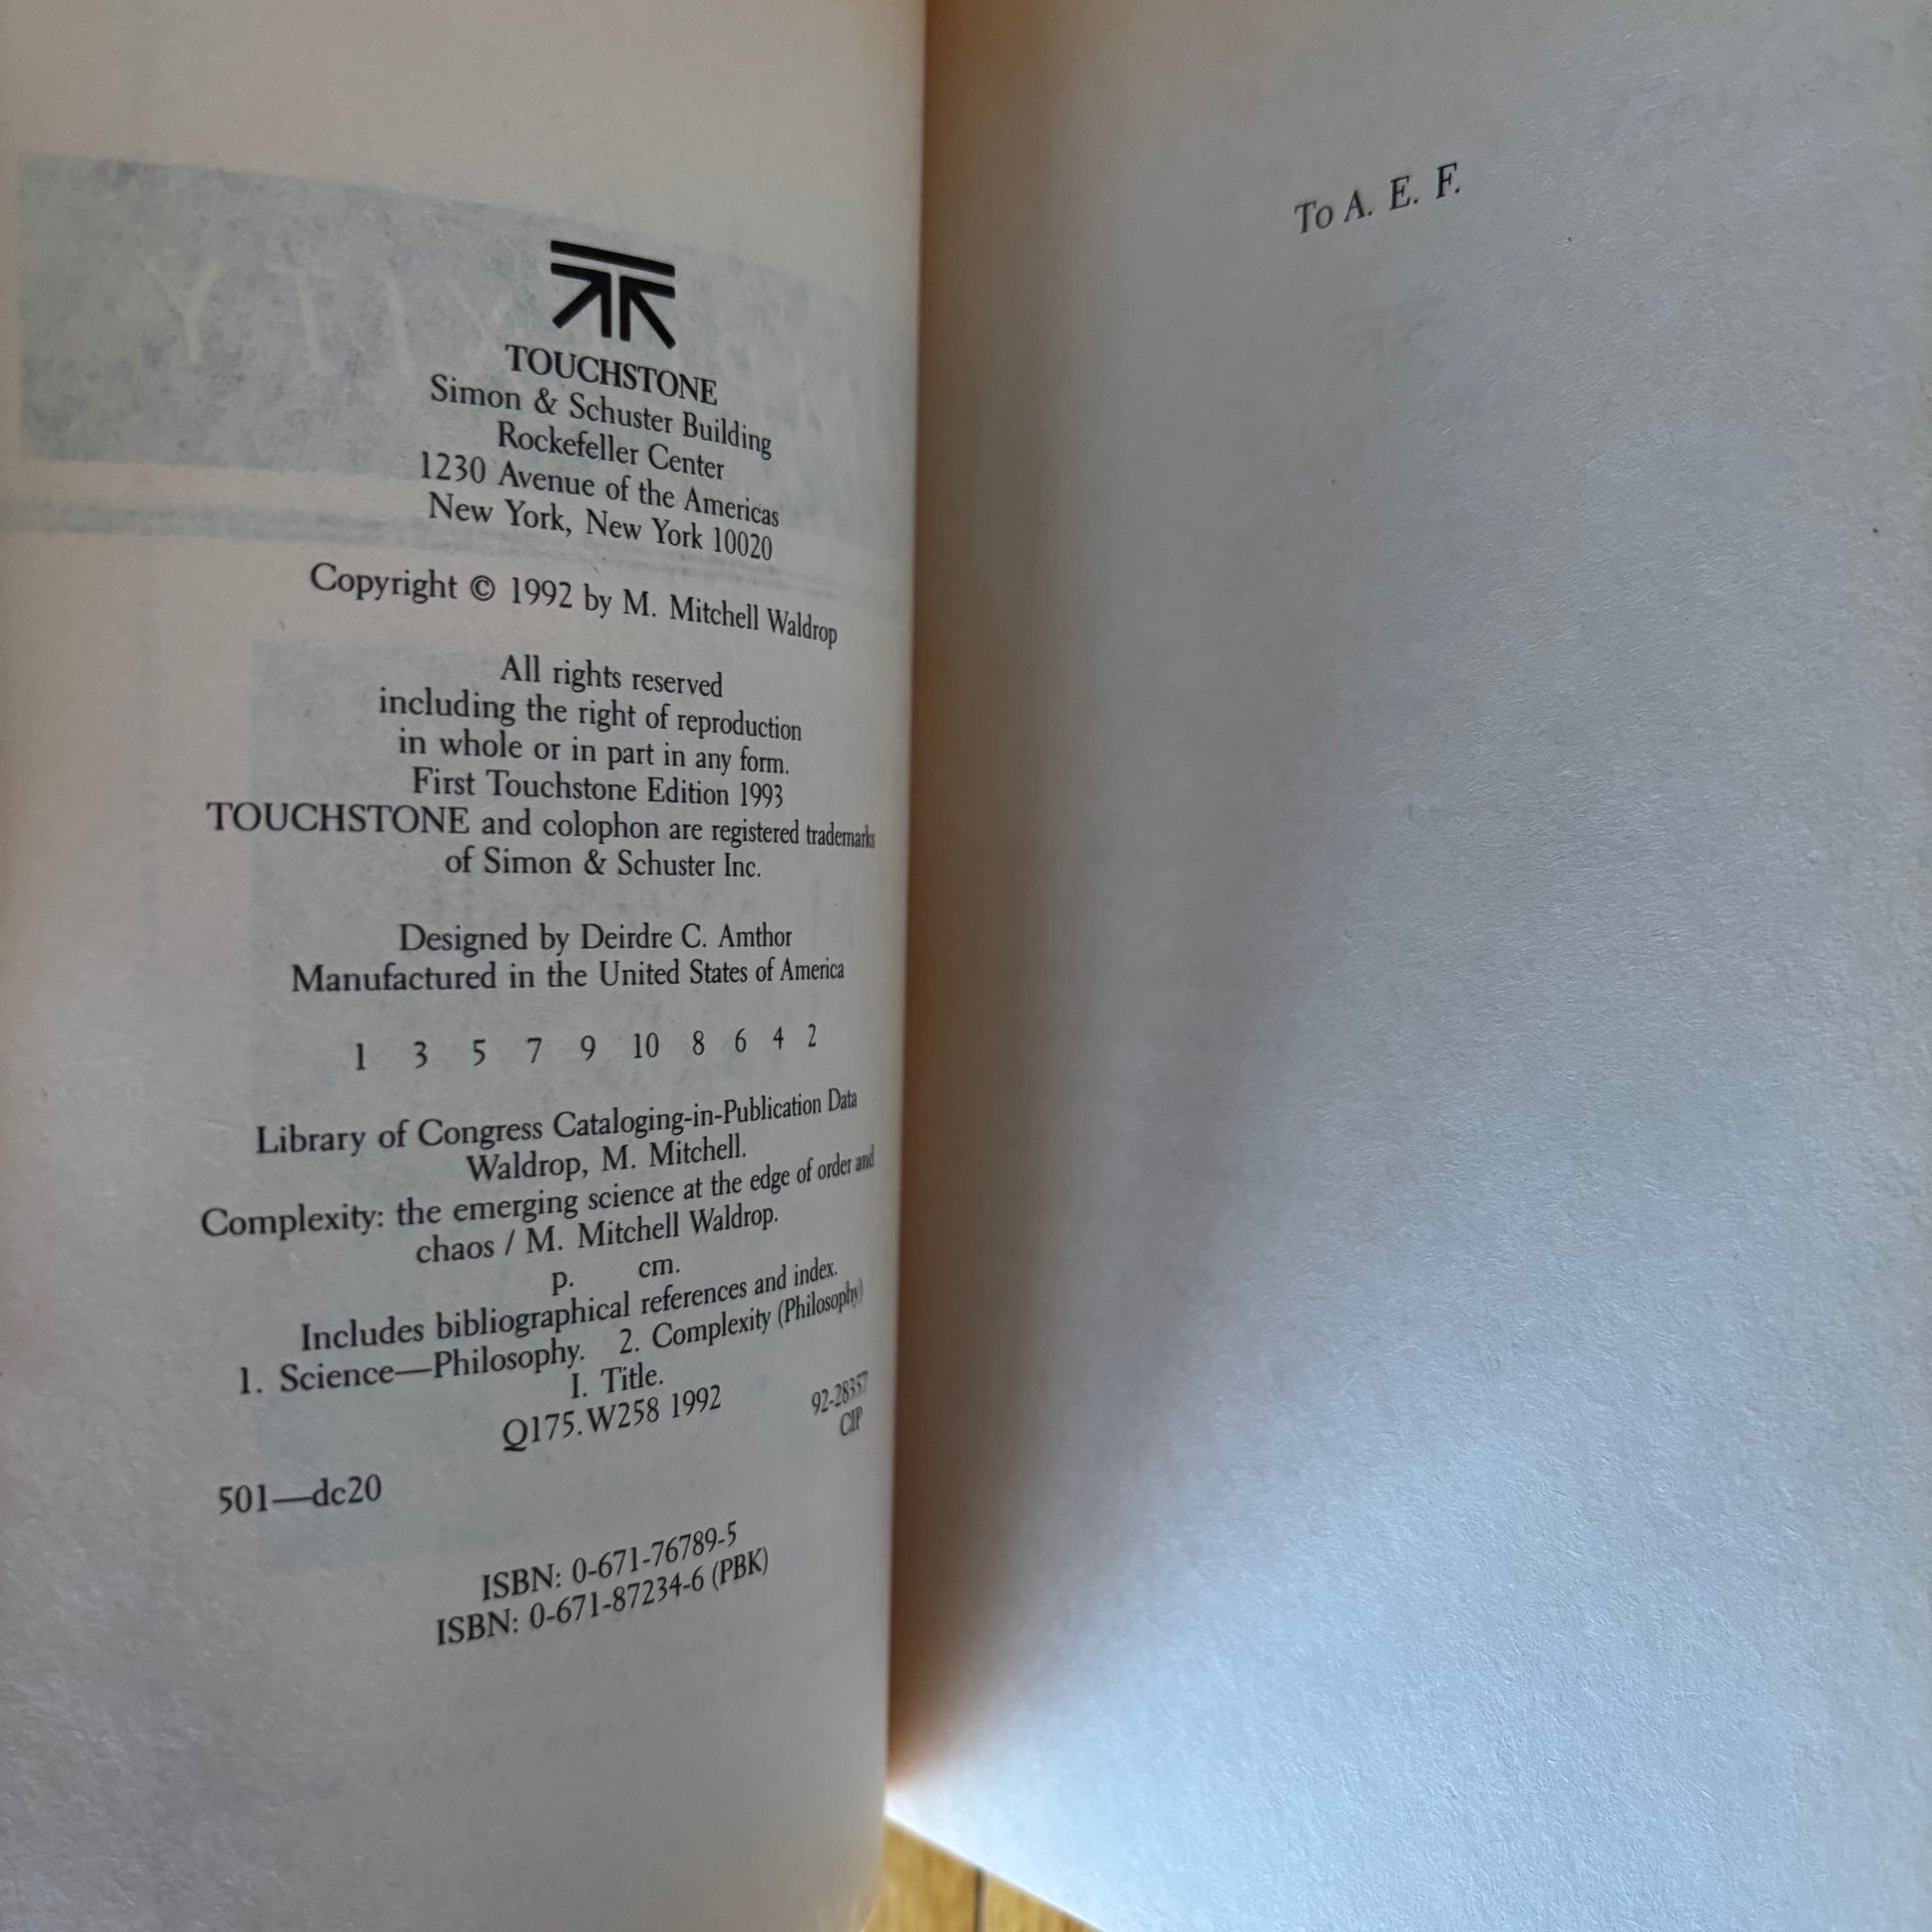 TOUCHSTONE
Simon & Schuster Building
Rockefeller Center
1230 Avenue of the Americas
New York, New York 10020
Copyright © 1992 by M. Mitchell Waldrop
All rights reserved
including the right of reproduction
in whole or in part in any form.
First Touchstone Edition 1993
TOUCHSTONE and colophon are registered trademarks
of Simon & Schuster Inc.
Designed by Deirdre C. Amthor
Manufactured in the United States of America
1 3 5 7 9 10 8 6 4 2
Library of Congress Cataloging-in-Publication Data
Waldrop, M. Mitchell.
Complexity: the emerging science at the edge of order and
chaos / M. Mitchell Waldrop.
p. cm.
Includes bibliographical references and index.
1. Science—Philosophy. 2. Complexity (Philosophy)
I. Title.
Q175.W258 1992
92-28357
CIP
501—dc20
ISBN: 0-671-76789-5
ISBN: 0-671-87234-6 (PBK)
To A. E. F.